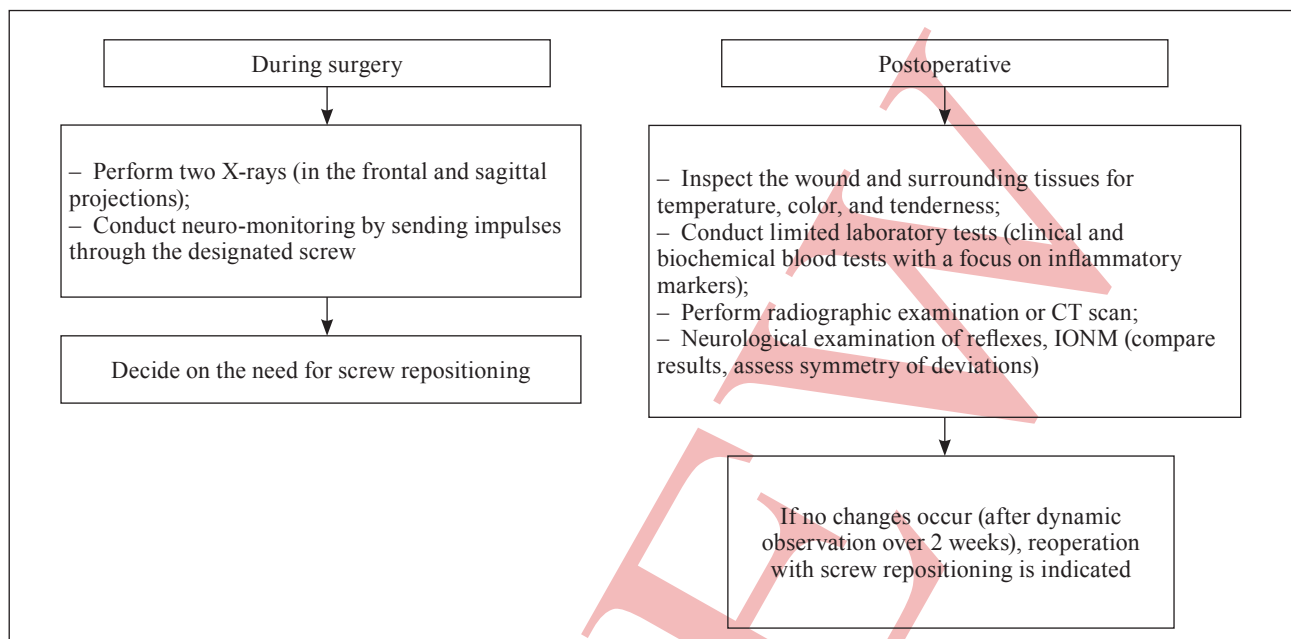 During surgery
– Perform two X-rays (in the frontal and sagittal
projections);
– Conduct neuro-monitoring by sending impulses
through the designated screw
Decide on the need for screw repositioning
Postoperative
– Inspect the wound and surrounding tissues for
temperature, color, and tenderness;
– Conduct limited laboratory tests (clinical and
biochemical blood tests with a focus on inflammatory
markers);
– Perform radiographic examination or CT scan;
– Neurological examination of reflexes, IONM (compare
results, assess symmetry of deviations)
If no changes occur (after dynamic
observation over 2 weeks), reoperation
with screw repositioning is indicated
EW